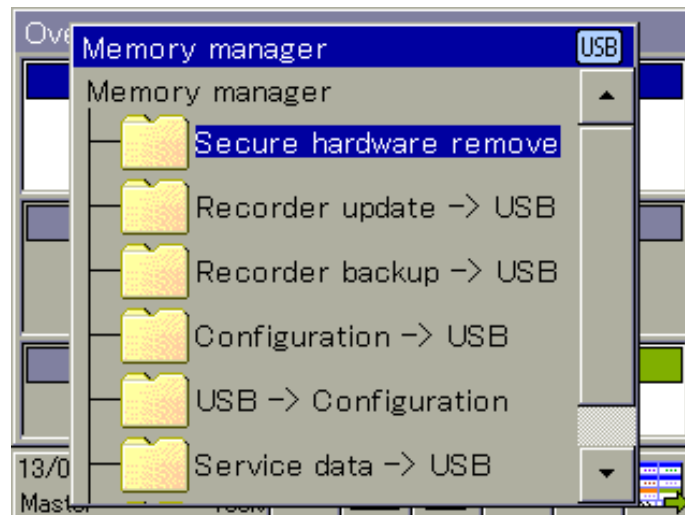 Ove
Memory manager USB
Memory manager
Secure hardware remove
Recorder update -> USB
Recorder backup -> USB
Configuration -> USB
USB -> Configuration
Service data -> USB
13/0
Mast